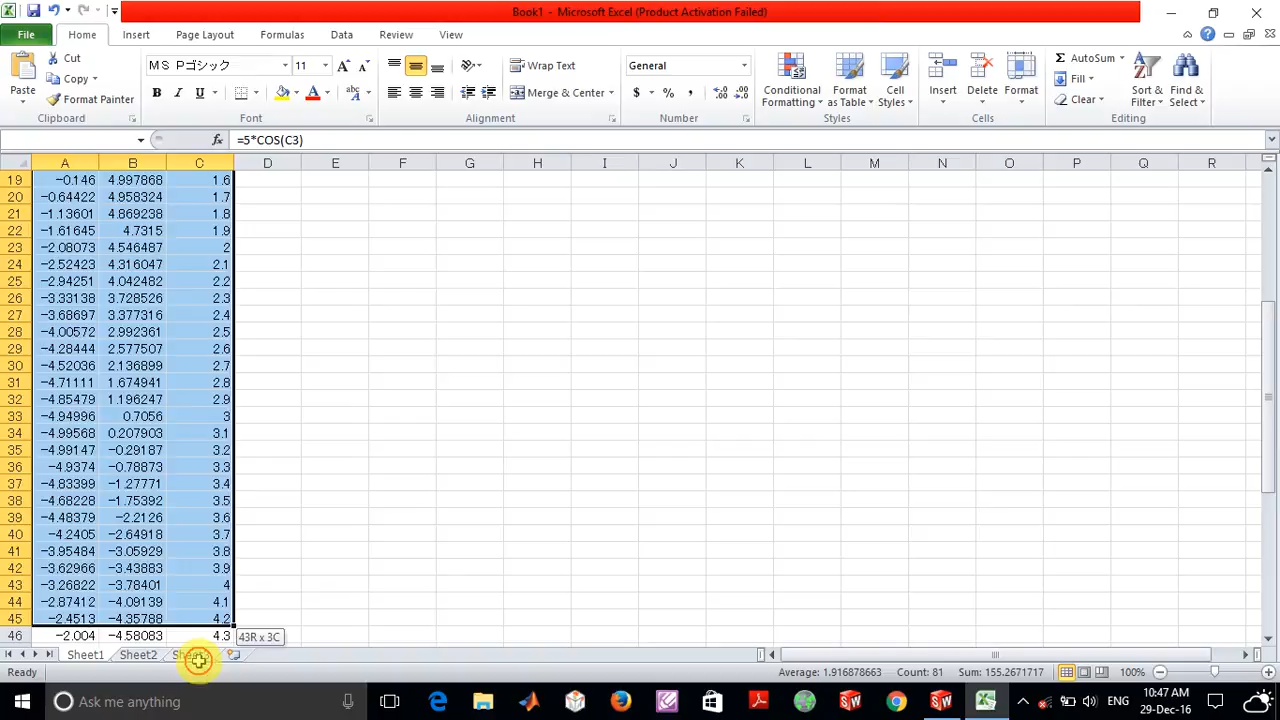 Book1 - Microsoft Excel (Product Activation Failed)
File Home Insert Page Layout Formulas Data Review View
Paste Cut Copy Format Painter
ＭＳ Ｐゴシック 11
B I U
Wrap Text
Merge & Center
General
$ % ,
Conditional Formatting Format as Table Cell Styles
Insert Delete Format
Σ AutoSum Fill Clear
Sort & Filter Find & Select
Clipboard Font Alignment Number Styles Cells Editing
fx =5*COS(C3)
A B C D E F G H I J K L M N O P Q R
19 -0.146 4.997868 1.6
20 -0.64422 4.958324 1.7
21 -1.13601 4.869238 1.8
22 -1.61645 4.7315 1.9
23 -2.08073 4.546487 2
24 -2.52423 4.316047 2.1
25 -2.94251 4.042482 2.2
26 -3.33138 3.728526 2.3
27 -3.68697 3.377316 2.4
28 -4.00572 2.992361 2.5
29 -4.28444 2.577507 2.6
30 -4.52036 2.136899 2.7
31 -4.71111 1.674941 2.8
32 -4.85479 1.196247 2.9
33 -4.94996 0.7056 3
34 -4.99568 0.207903 3.1
35 -4.99147 -0.29187 3.2
36 -4.9374 -0.78873 3.3
37 -4.83399 -1.27771 3.4
38 -4.68228 -1.75392 3.5
39 -4.48379 -2.2126 3.6
40 -4.2405 -2.64918 3.7
41 -3.95484 -3.05929 3.8
42 -3.62966 -3.43883 3.9
43 -3.26822 -3.78401 4
44 -2.87412 -4.09139 4.1
45 -2.4513 -4.35788 4.2
46 -2.004 -4.58083 4.3
43R x 3C
Sheet1 Sheet2
Ready Average: 1.916878663 Count: 81 Sum: 155.2671717 100%
Ask me anything
ENG
10:47 AM
29-Dec-16